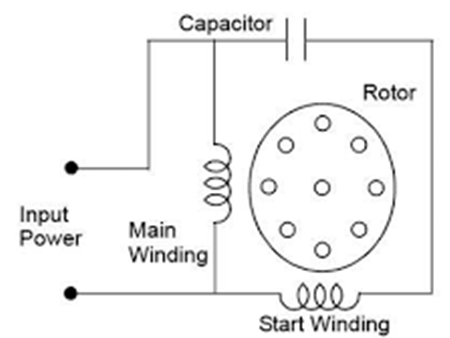 Capacitor
Rotor
Input
Power
Main
Winding
Start Winding